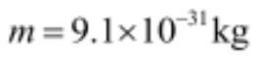 m = 9.1×10⁻³¹ kg